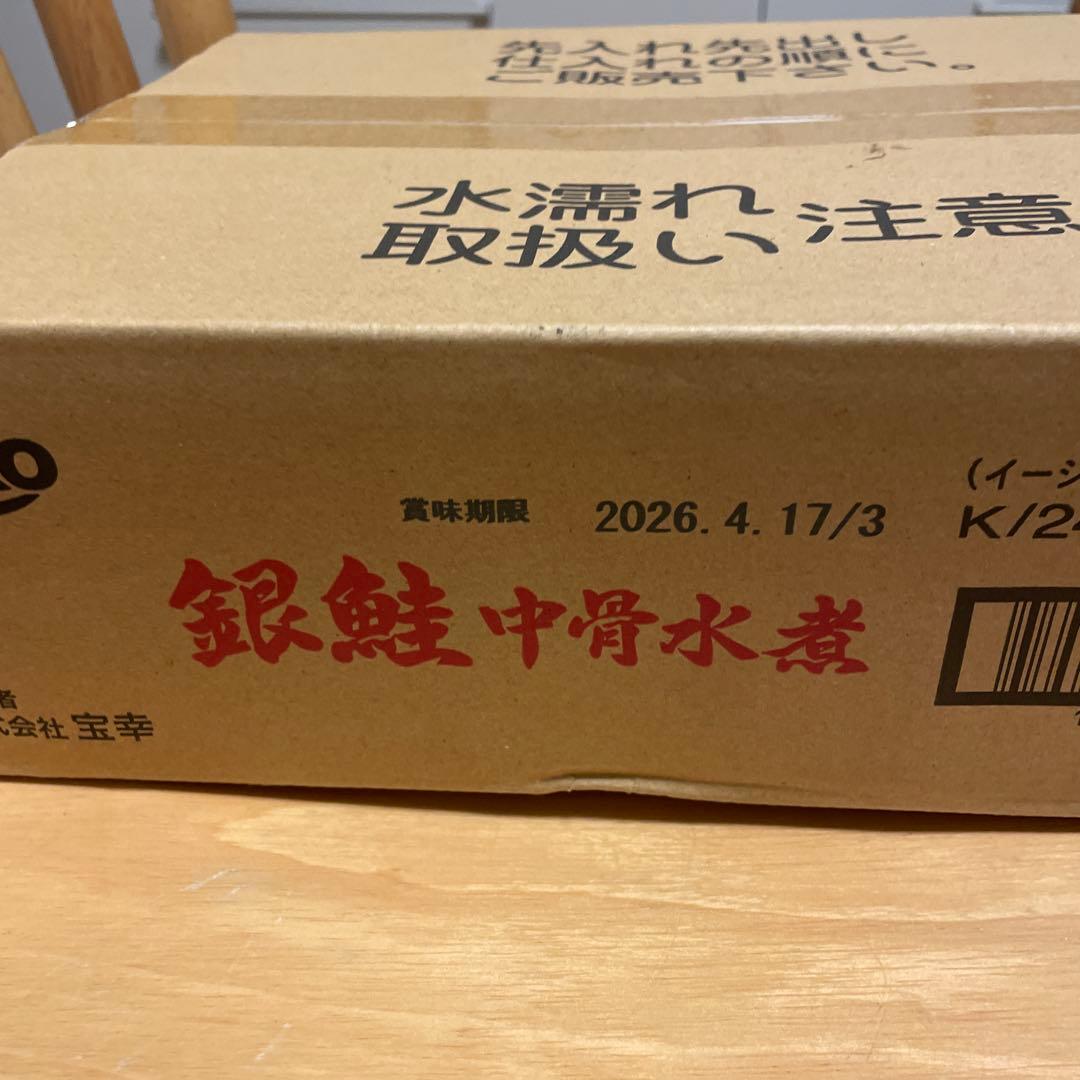 先入れ先出し
仕入れの順に
ご販売下さい。
水濡れ
取扱い 注意
賞味期限 2026. 4. 17/3
(イージ
K/24
銀鮭中骨水煮
者
式会社 宝幸